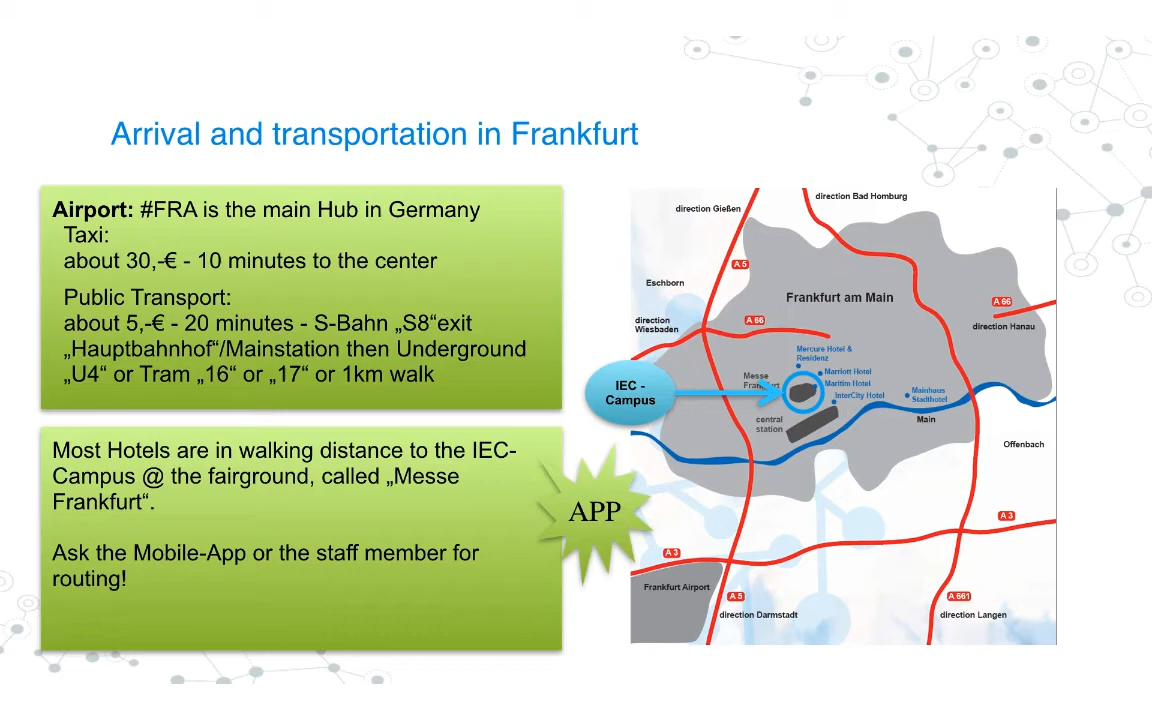 Arrival and transportation in Frankfurt
Airport: #FRA is the main Hub in Germany
Taxi:
about 30,-€ - 10 minutes to the center
Public Transport:
about 5,-€ - 20 minutes - S-Bahn „S8“exit
„Hauptbahnhof“/Mainstation then Underground
„U4“ or Tram „16“ or „17“ or 1km walk
Most Hotels are in walking distance to the IEC-
Campus @ the fairground, called „Messe
Frankfurt“.
Ask the Mobile-App or the staff member for
routing!
APP
IEC -
Campus
direction Gießen
direction Bad Homburg
A 5
Eschborn
Frankfurt am Main
A 66
direction Hanau
direction
Wiesbaden
A 66
Mercure Hotel &
Residenz
Marriott Hotel
Messe
Frankfurt
Maritim Hotel
InterCity Hotel
Mainhaus
Stadthotel
central
station
Main
Offenbach
A 3
A 3
Frankfurt Airport
A 5
direction Darmstadt
A 661
direction Langen